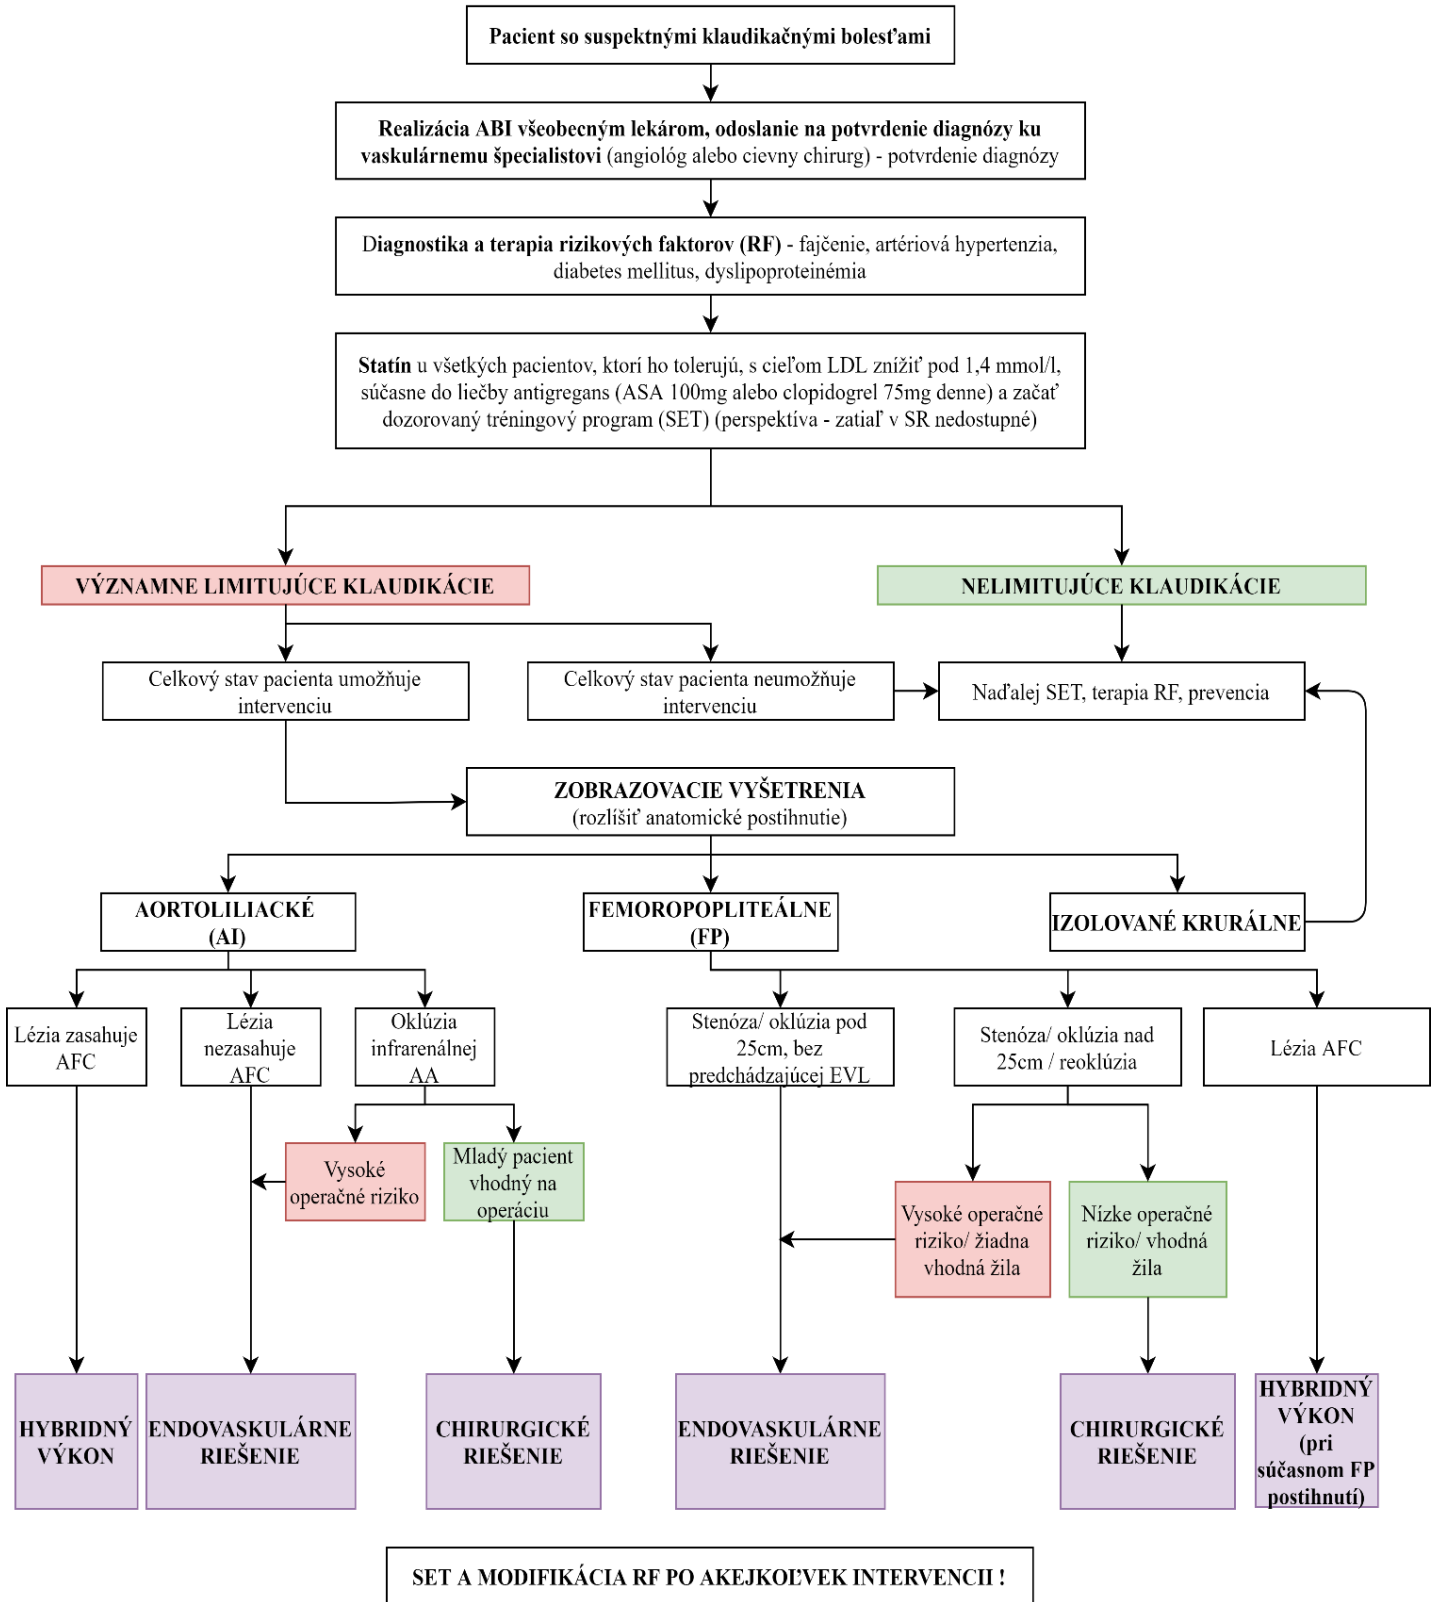 Pacient so suspektnými klaudikačnými bolesťami
Realizácia ABI všeobecným lekárom, odoslanie na potvrdenie diagnózy ku
vaskulárnemu špecialistovi (angiológ alebo cievny chirurg) - potvrdenie diagnózy
Diagnostika a terapia rizikových faktorov (RF) - fajčenie, artériová hypertenzia,
diabetes mellitus, dyslipoproteinémia
Statín u všetkých pacientov, ktorí ho tolerujú, s cieľom LDL znížiť pod 1,4 mmol/l,
súčasne do liečby antigregans (ASA 100mg alebo clopidogrel 75mg denne) a začať
dozorovaný tréningový program (SET) (perspektíva - zatiaľ v SR nedostupné)
VÝZNAMNE LIMITUJÚCE KLAUDIKÁCIE
NELIMITUJÚCE KLAUDIKÁCIE
Celkový stav pacienta umožňuje
intervenciu
Celkový stav pacienta neumožňuje
intervenciu
Naďalej SET, terapia RF, prevencia
ZOBRAZOVACIE VYŠETRENIA
(rozlíšiť anatomické postihnutie)
AORTOLILIACKÉ
(AI)
FEMOROPOPLITEÁLNE
(FP)
IZOLOVANÉ KRURÁLNE
Lézia zasahuje
AFC
Lézia
nezasahuje
AFC
Oklúzia
infrarenálnej
AA
Stenóza/ oklúzia pod
25cm, bez
predchádzajúcej EVL
Stenóza/ oklúzia nad
25cm / reoklúzia
Lézia AFC
Vysoké
operačné riziko
Mladý pacient
vhodný na
operáciu
Vysoké operačné
riziko/ žiadna
vhodná žila
Nízke operačné
riziko/ vhodná
žila
HYBRIDNÝ
VÝKON
ENDOVASKULÁRNE
RIEŠENIE
CHIRURGICKÉ
RIEŠENIE
ENDOVASKULÁRNE
RIEŠENIE
CHIRURGICKÉ
RIEŠENIE
HYBRIDNÝ
VÝKON
(pri
súčasnom FP
postihnutí)
SET A MODIFIKÁCIA RF PO AKEJKOĽVEK INTERVENCII !